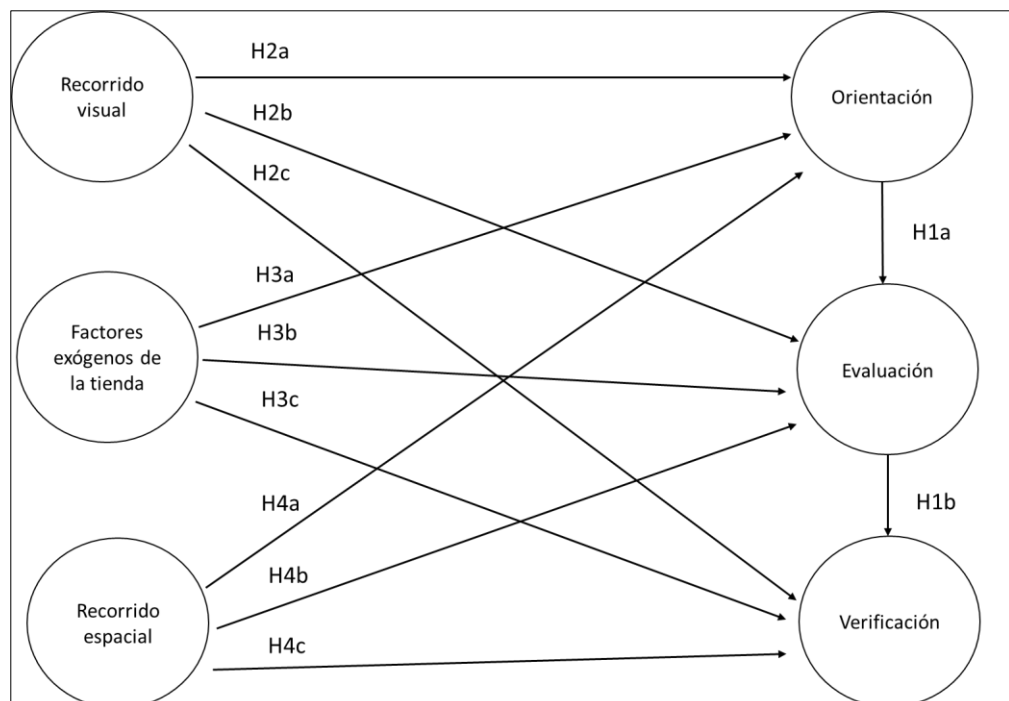 Recorrido
visual
H2a
H2b
H2c
Orientación
H1a
Factores
exógenos de
la tienda
H3a
H3b
H3c
Evaluación
H1b
Recorrido
espacial
H4a
H4b
H4c
Verificación